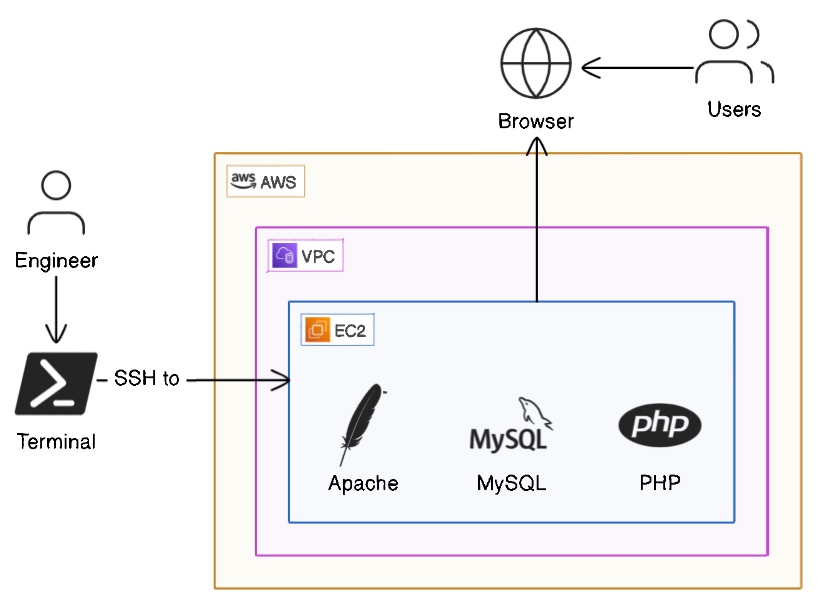 Browser
Users
aws AWS
Engineer
VPC
EC2
SSH to
Terminal
MySQL
php
Apache
MySQL
PHP